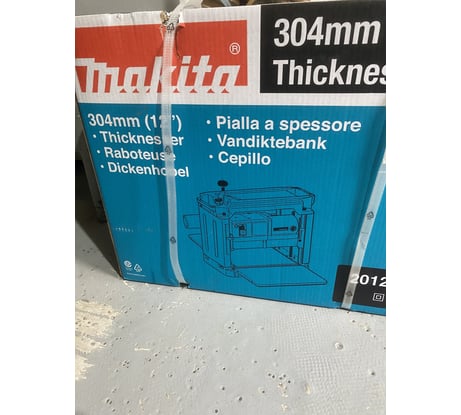 makita®
304mm
Thicknes
304mm (12")
• Thicknesser
• Raboteuse
• Dickenhobel
• Pialla a spessore
• Vandiktebank
• Cepillo
2012